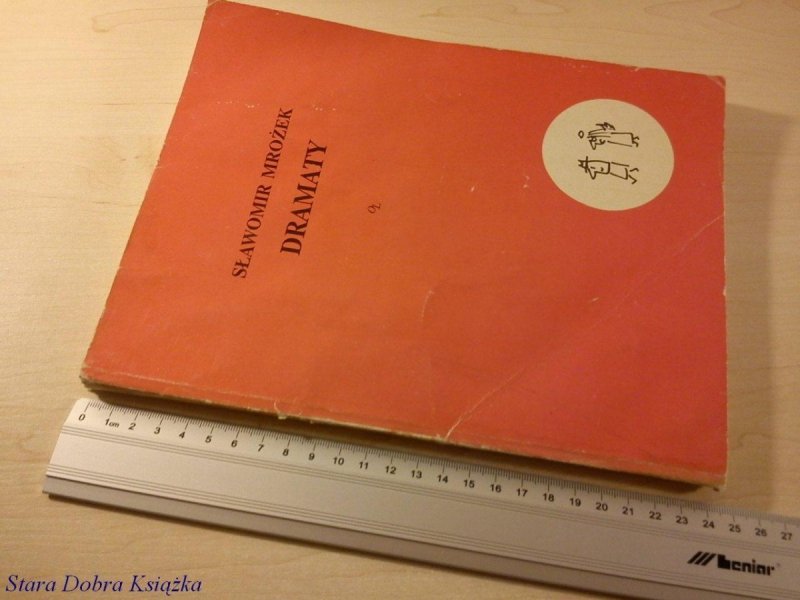 SŁAWOMIR MROŻEK
DRAMATY
0 1cm 2 3 4 5 6 7 8 9 10 11 12 13 14 15 16 17 18 19 20 21 22 23 24 25 26 27
leniar®
Stara Dobra Książka